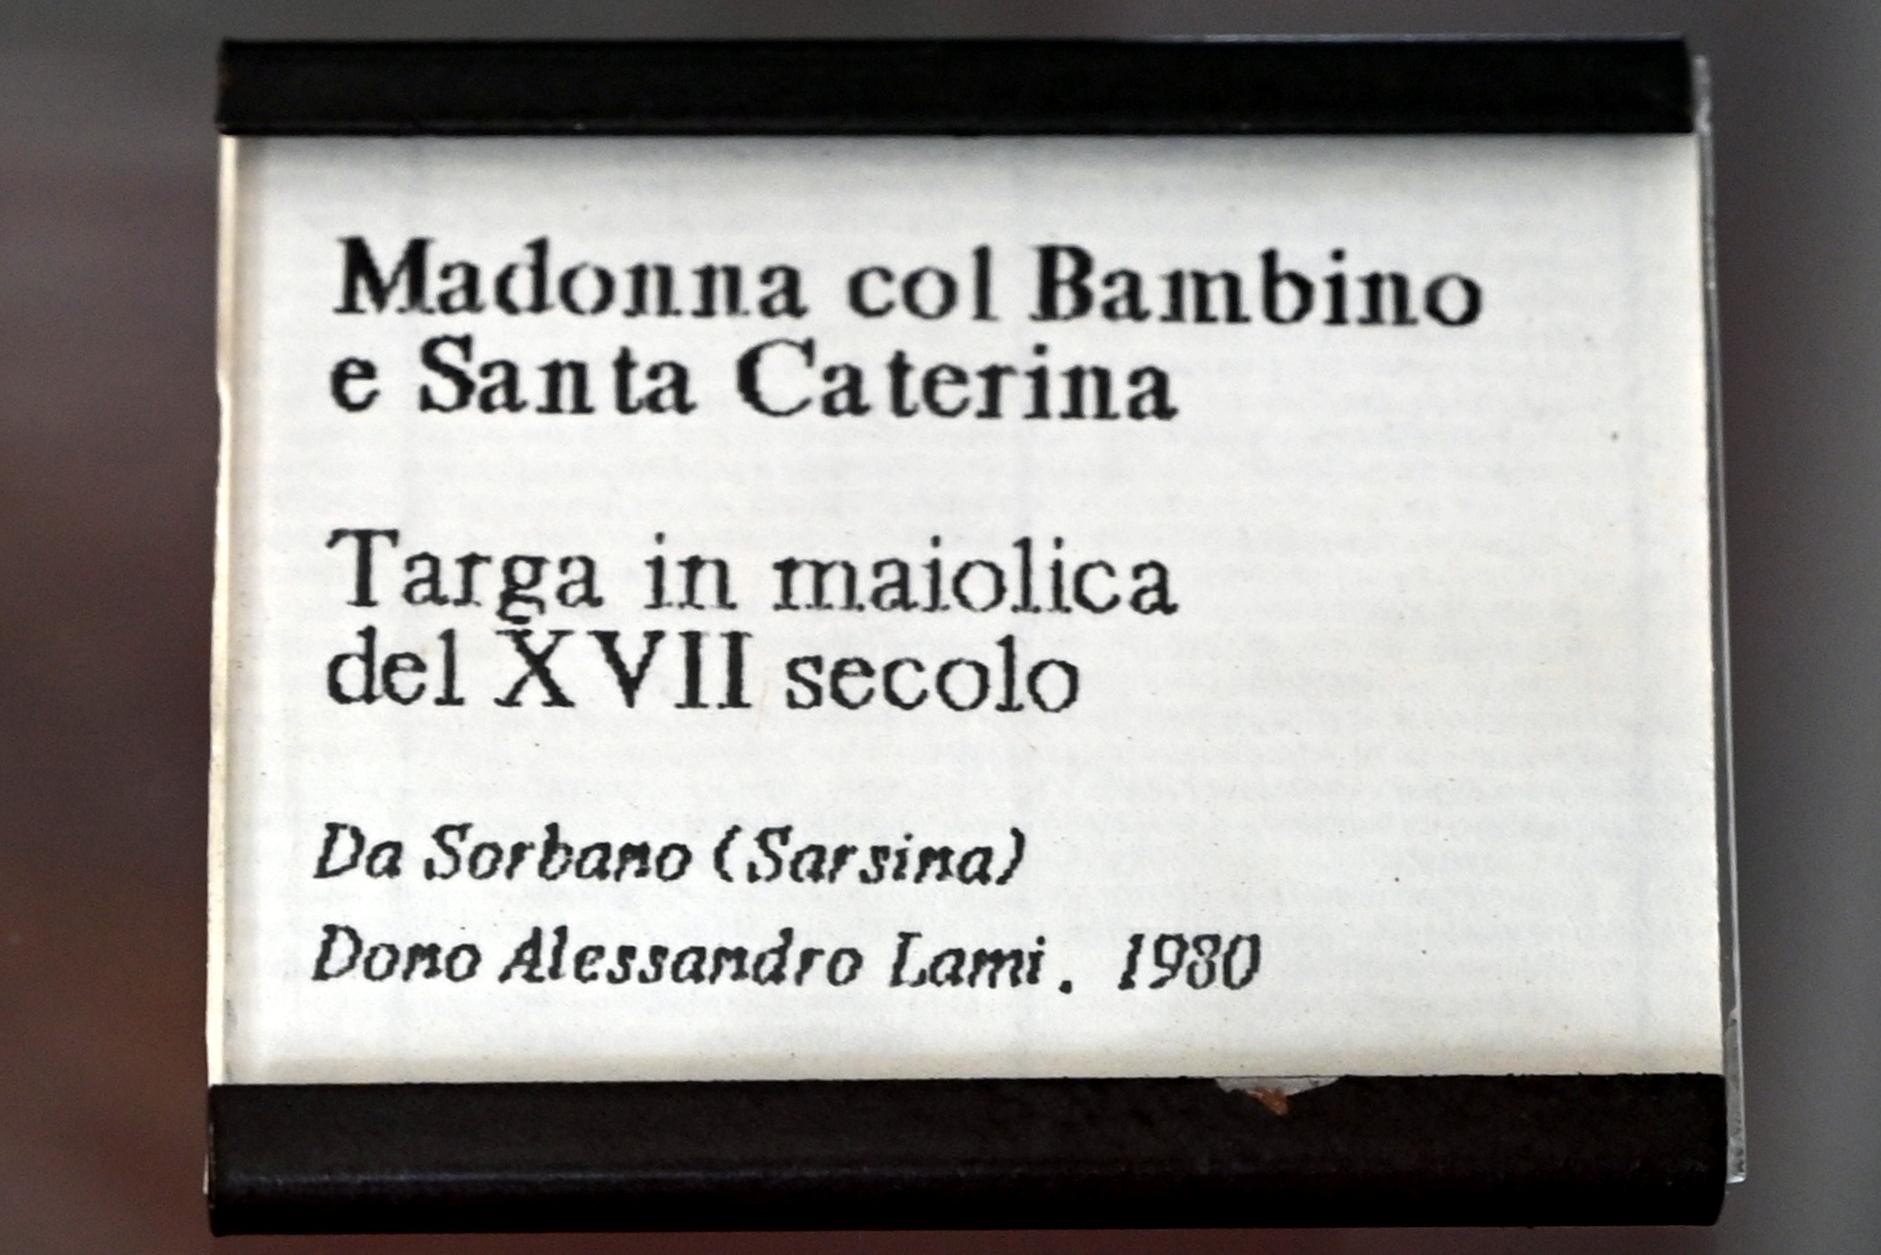 Madonna col Bambino
e Santa Caterina
Targa in maiolica
del XVII secolo
Da Sorbano (Sarsina)
Dono Alessandro Lami. 1980